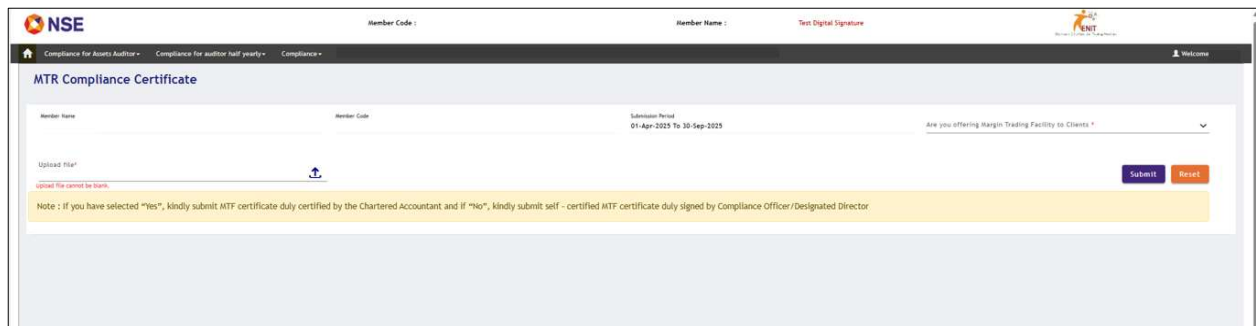 NSE
Member Code :
Member Name :
Test Digital Signature
ENIT
Compliance for Assets Auditor
Compliance for auditor half yearly
Compliance
Welcome
MTR Compliance Certificate
Member Name
Member Code
Submission Period
01-Apr-2025 To 30-Sep-2025
Are you offering Margin Trading Facility to Clients *
Upload file*
upload file cannot be blank.
Submit
Reset
Note : If you have selected “Yes”, kindly submit MTF certificate duly certified by the Chartered Accountant and if “No”, kindly submit self - certified MTF certificate duly signed by Compliance Officer/Designated Director